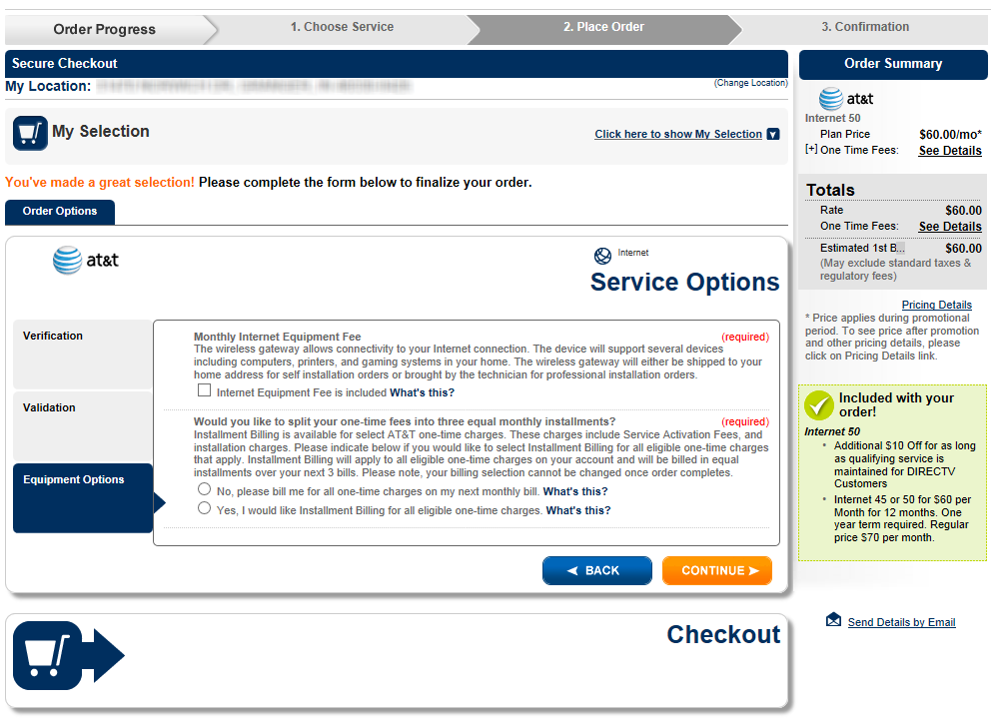 Order Progress
1. Choose Service
2. Place Order
3. Confirmation
Secure Checkout
My Location:
(Change Location)
My Selection
Click here to show My Selection
You've made a great selection! Please complete the form below to finalize your order.
Order Options
at&t
Internet
Service Options
Verification
Validation
Equipment Options
Monthly Internet Equipment Fee (required)
The wireless gateway allows connectivity to your Internet connection. The device will support several devices
including computers, printers, and gaming systems in your home. The wireless gateway will either be shipped to your
home address for self installation orders or brought by the technician for professional installation orders.
Internet Equipment Fee is included What's this?
Would you like to split your one-time fees into three equal monthly installments? (required)
Installment Billing is available for select AT&T one-time charges. These charges include Service Activation Fees, and
installation charges. Please indicate below if you would like to select Installment Billing for all eligible one-time charges
that apply. Installment Billing will apply to all eligible one-time charges on your account and will be billed in equal
installments over your next 3 bills. Please note, your billing selection cannot be changed once order completes.
No, please bill me for all one-time charges on my next monthly bill. What's this?
Yes, I would like Installment Billing for all eligible one-time charges. What's this?
BACK
CONTINUE
Checkout
Order Summary
at&t
Internet 50
Plan Price $60.00/mo*
[+] One Time Fees: See Details
Totals
Rate $60.00
One Time Fees: See Details
Estimated 1st B... $60.00
(May exclude standard taxes &
regulatory fees)
Pricing Details
* Price applies during promotional
period. To see price after promotion
and other pricing details, please
click on Pricing Details link.
Included with your
order!
Internet 50
• Additional $10 Off for as long
as qualifying service is
maintained for DIRECTV
Customers
• Internet 45 or 50 for $60 per
Month for 12 months. One
year term required. Regular
price $70 per month.
Send Details by Email